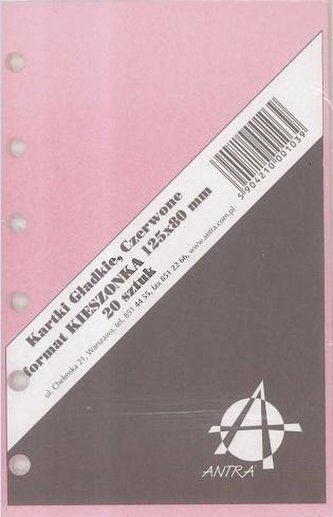 Kartki Gładkie, Czerwone
format KIESZONKA 125x80 mm
20 sztuk
ul. Chełmska 21, Warszawa, tel. 851 44 55, fax 851 22 66, www.antra.com.pl
5904210001039
ANTRA